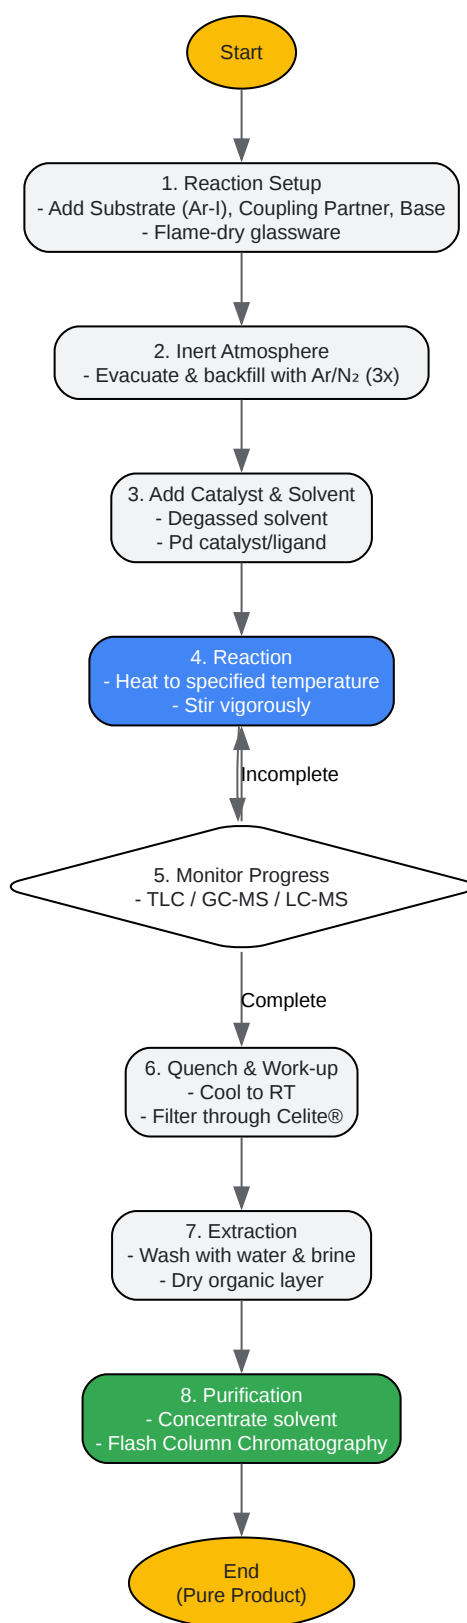 Start
1. Reaction Setup
- Add Substrate (Ar-I), Coupling Partner, Base
- Flame-dry glassware
2. Inert Atmosphere
- Evacuate & backfill with Ar/N₂ (3x)
3. Add Catalyst & Solvent
- Degassed solvent
- Pd catalyst/ligand
4. Reaction
- Heat to specified temperature
- Stir vigorously
Incomplete
5. Monitor Progress
- TLC / GC-MS / LC-MS
Complete
6. Quench & Work-up
- Cool to RT
- Filter through Celite®
7. Extraction
- Wash with water & brine
- Dry organic layer
8. Purification
- Concentrate solvent
- Flash Column Chromatography
End
(Pure Product)